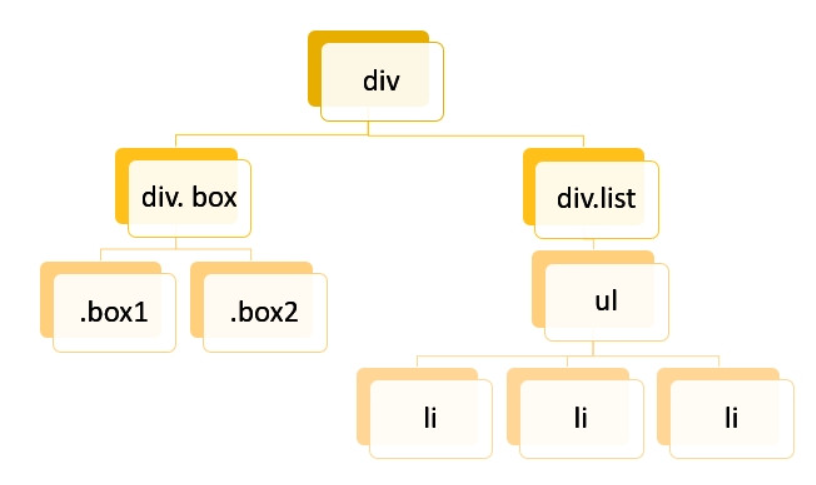 div
div. box
div.list
.box1
.box2
ul
li
li
li